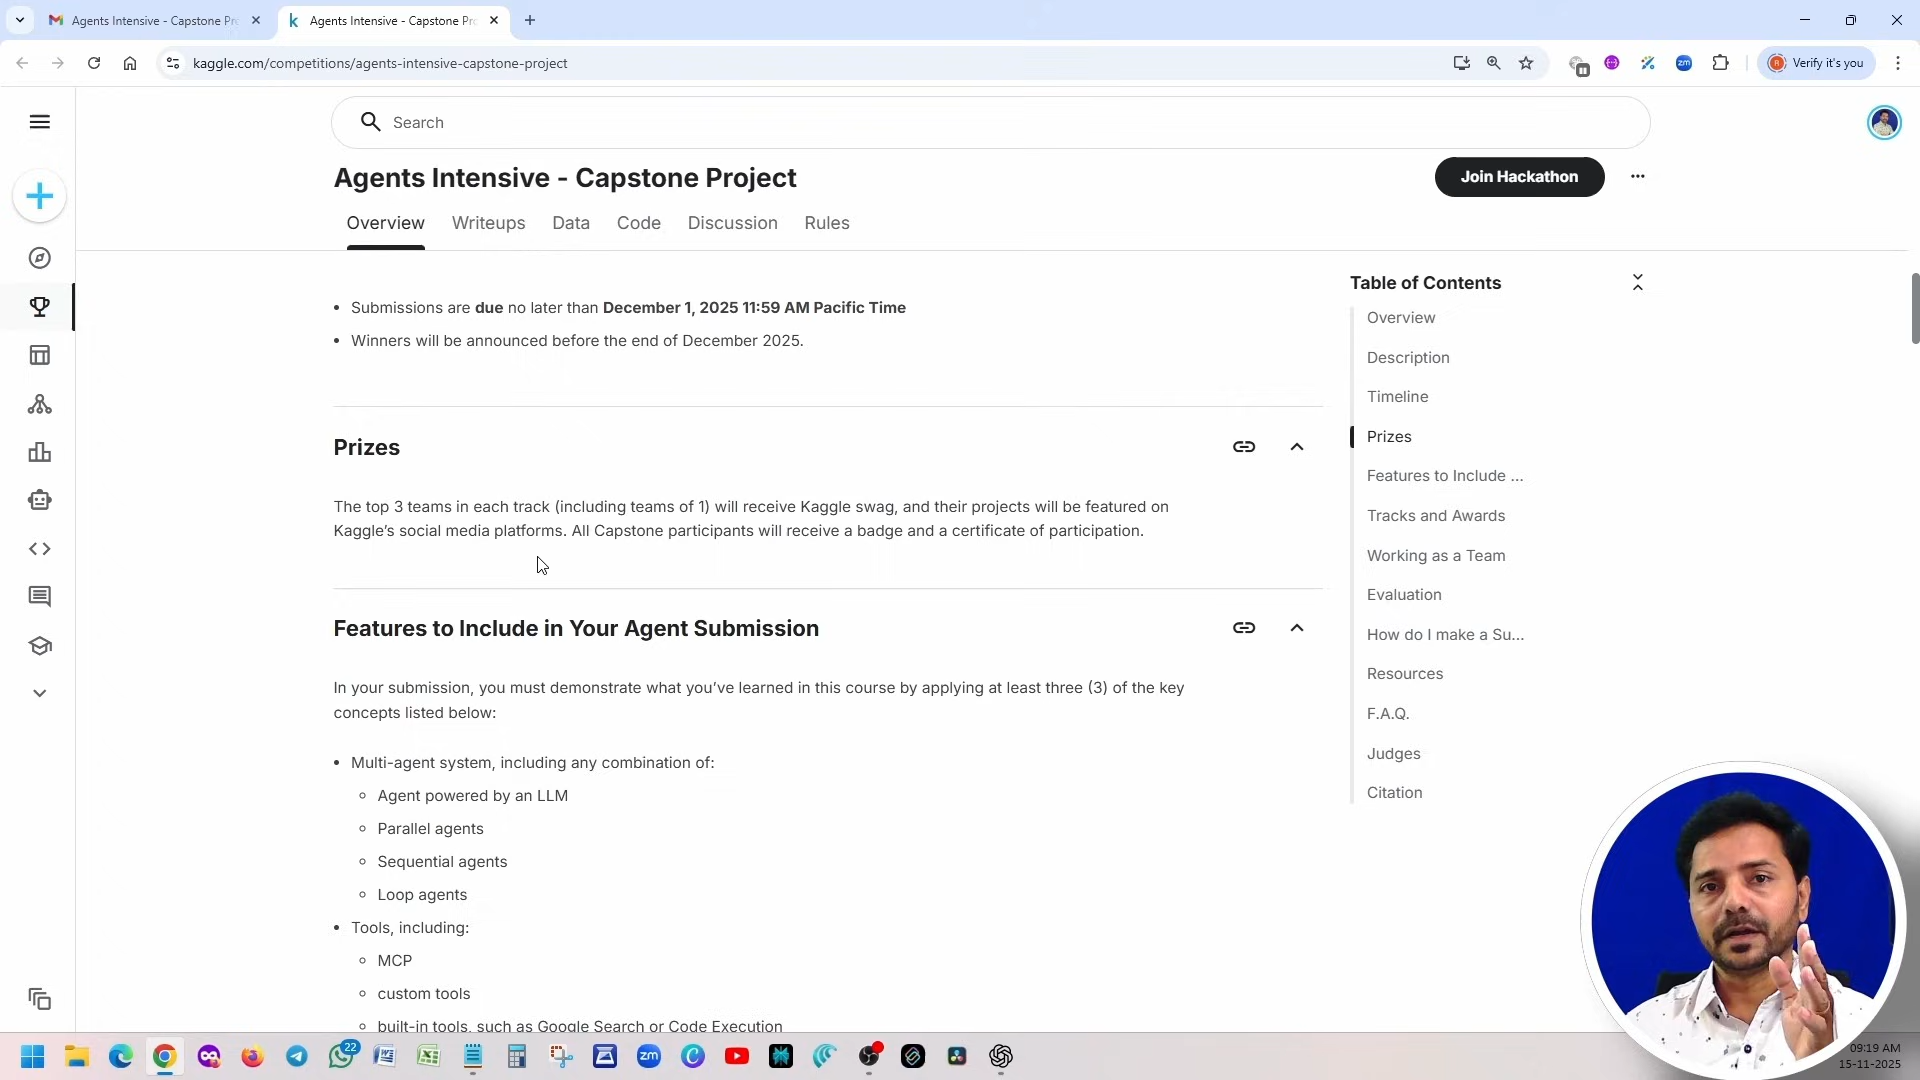 Agents Intensive - Capstone Pr
Agents Intensive - Capstone Pr
kaggle.com/competitions/agents-intensive-capstone-project
Verify it's you
Search
Agents Intensive - Capstone Project
Join Hackathon
Overview
Writeups
Data
Code
Discussion
Rules
• Submissions are due no later than December 1, 2025 11:59 AM Pacific Time
• Winners will be announced before the end of December 2025.
Prizes
The top 3 teams in each track (including teams of 1) will receive Kaggle swag, and their projects will be featured on
Kaggle’s social media platforms. All Capstone participants will receive a badge and a certificate of participation.
Features to Include in Your Agent Submission
In your submission, you must demonstrate what you’ve learned in this course by applying at least three (3) of the key
concepts listed below:
• Multi-agent system, including any combination of:
Agent powered by an LLM
Parallel agents
Sequential agents
Loop agents
• Tools, including:
MCP
custom tools
built-in tools, such as Google Search or Code Execution
Table of Contents
Overview
Description
Timeline
Prizes
Features to Include ...
Tracks and Awards
Working as a Team
Evaluation
How do I make a Su...
Resources
F.A.Q.
Judges
Citation
22
zm
zm
09:19 AM
15-11-2025